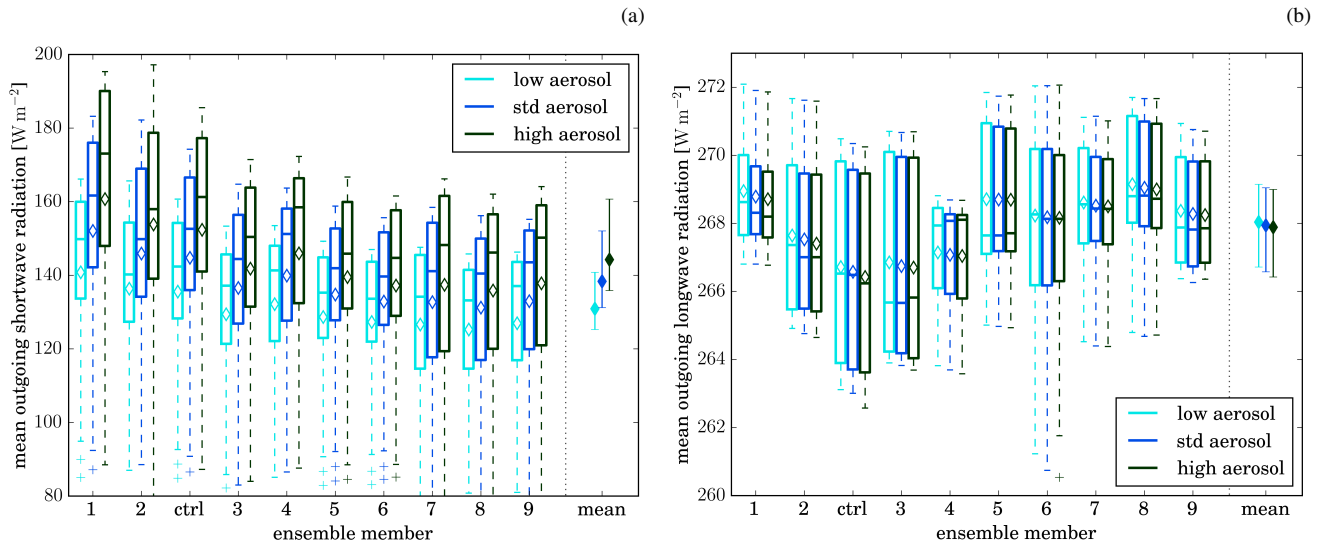 (a)
(b)
mean outgoing shortwave radiation [W m−2]
200
180
160
140
120
100
80
low aerosol
std aerosol
high aerosol
1 2 ctrl 3 4 5 6 7 8 9 mean
ensemble member
mean outgoing longwave radiation [W m−2]
272
270
268
266
264
262
260
low aerosol
std aerosol
high aerosol
1 2 ctrl 3 4 5 6 7 8 9 mean
ensemble member